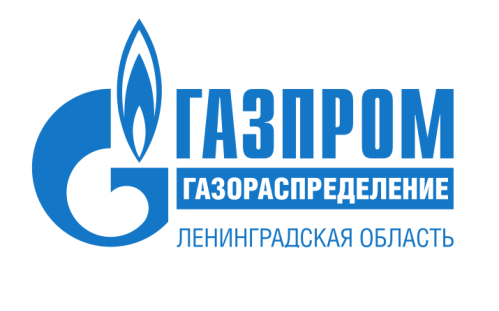 ГАЗПРОМ
ГАЗОРАСПРЕДЕЛЕНИЕ
ЛЕНИНГРАДСКАЯ ОБЛАСТЬ